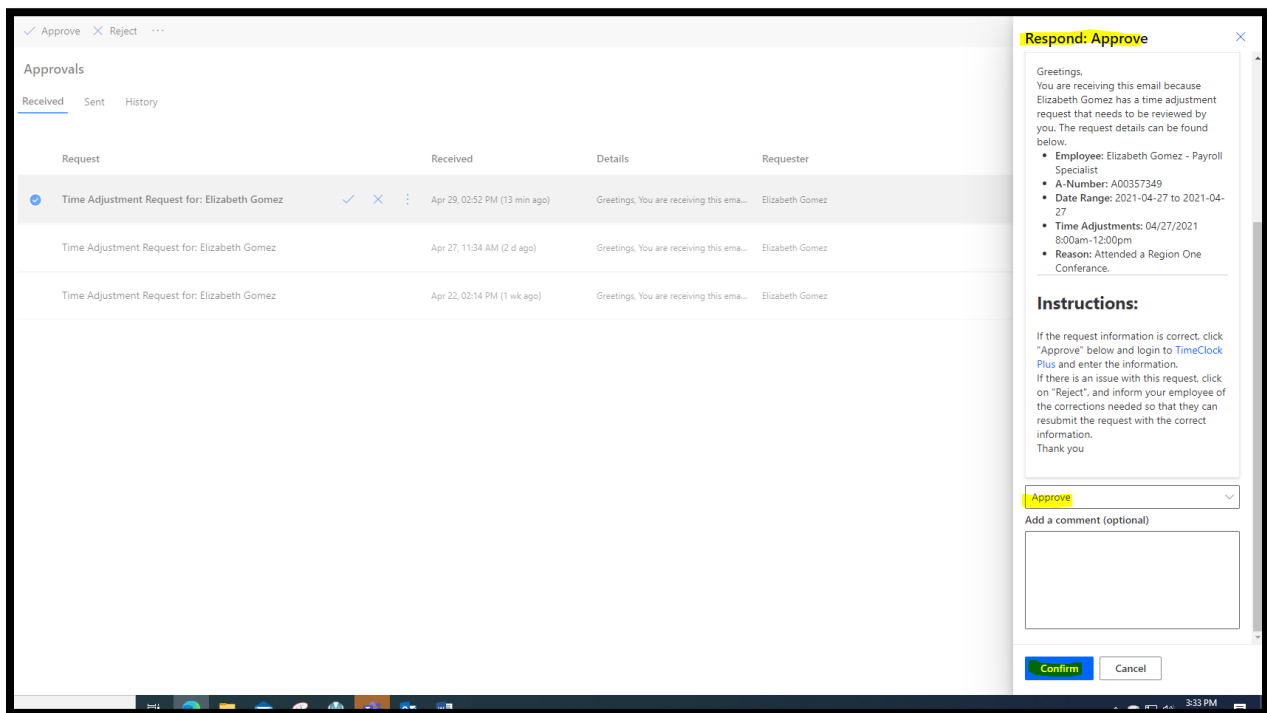 Approve Reject ...
Approvals
Received Sent History
Request Received Details Requester
Time Adjustment Request for: Elizabeth Gomez Apr 29, 02:52 PM (13 min ago) Greetings, You are receiving this ema... Elizabeth Gomez
Time Adjustment Request for: Elizabeth Gomez Apr 27, 11:34 AM (2 d ago) Greetings, You are receiving this ema... Elizabeth Gomez
Time Adjustment Request for: Elizabeth Gomez Apr 22, 02:14 PM (1 wk ago) Greetings, You are receiving this ema... Elizabeth Gomez
Respond: Approve
Greetings,
You are receiving this email because
Elizabeth Gomez has a time adjustment
request that needs to be reviewed by
you. The request details can be found
below.
• Employee: Elizabeth Gomez - Payroll
Specialist
• A-Number: A00357349
• Date Range: 2021-04-27 to 2021-04-
27
• Time Adjustments: 04/27/2021
8:00am-12:00pm
• Reason: Attended a Region One
Conferance.
Instructions:
If the request information is correct, click
"Approve" below and login to TimeClock
Plus and enter the information.
If there is an issue with this request, click
on "Reject", and inform your employee of
the corrections needed so that they can
resubmit the request with the correct
information.
Thank you
Approve
Add a comment (optional)
Confirm Cancel
3:33 PM